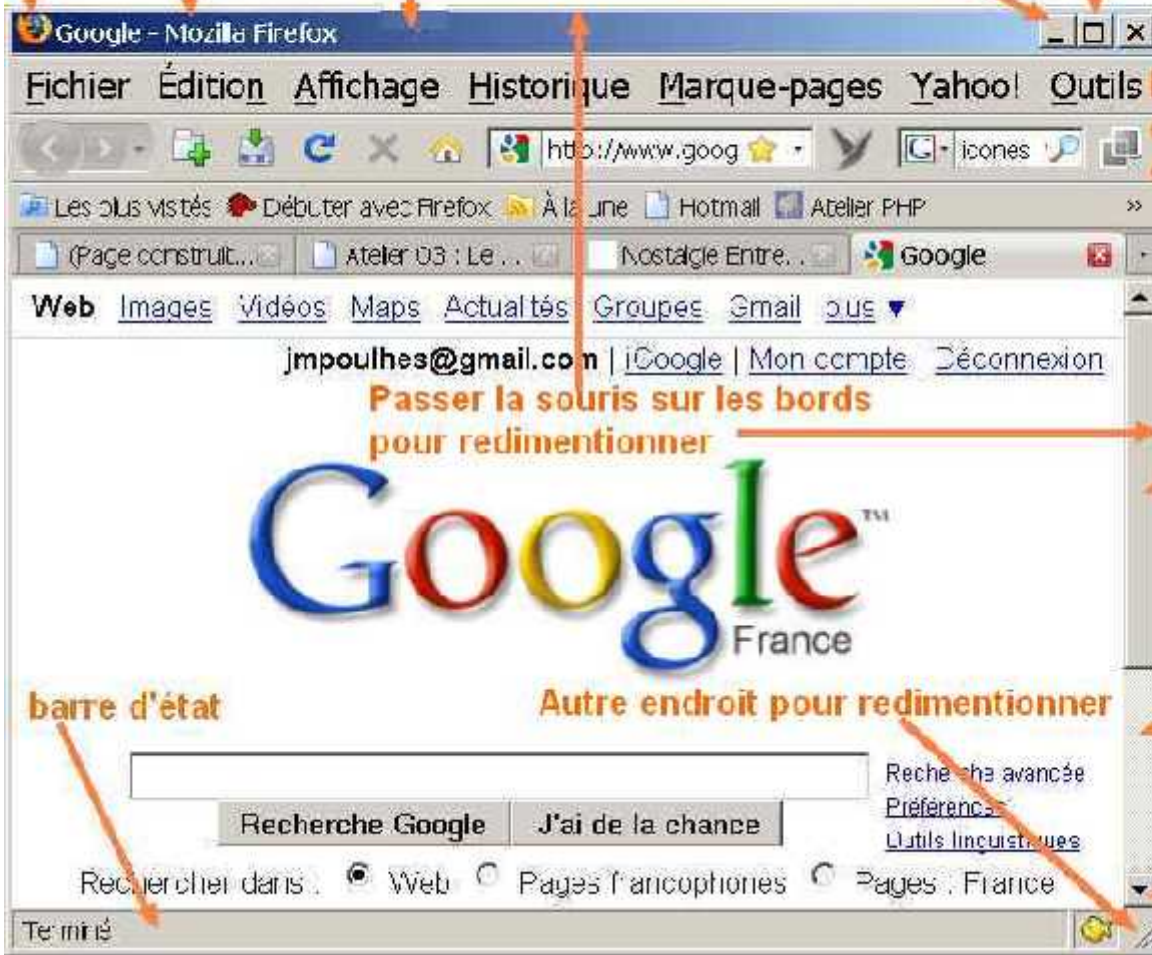 Google - Mozilla Firefox
Fichier Édition Affichage Historique Marque-pages Yahoo! Outils
http://www.goog G icones
Les plus visités Débuter avec Firefox À la une Hotmail Atelier PHP »
(Page construit... Atelier 03 : Le ... Nostalgie Entre... Google
Web Images Vidéos Maps Actualités Groupes Gmail plus ▼
jmpoulhes@gmail.com | iGoogle | Mon compte Déconnexion
Passer la souris sur les bords
pour redimentionner
Google™
France
barre d'état
Autre endroit pour redimentionner
Recherche avancée
Préférences
Outils linguistiques
Recherche Google J'ai de la chance
Rechercher dans : Web Pages francophones Pages : France
Terminé